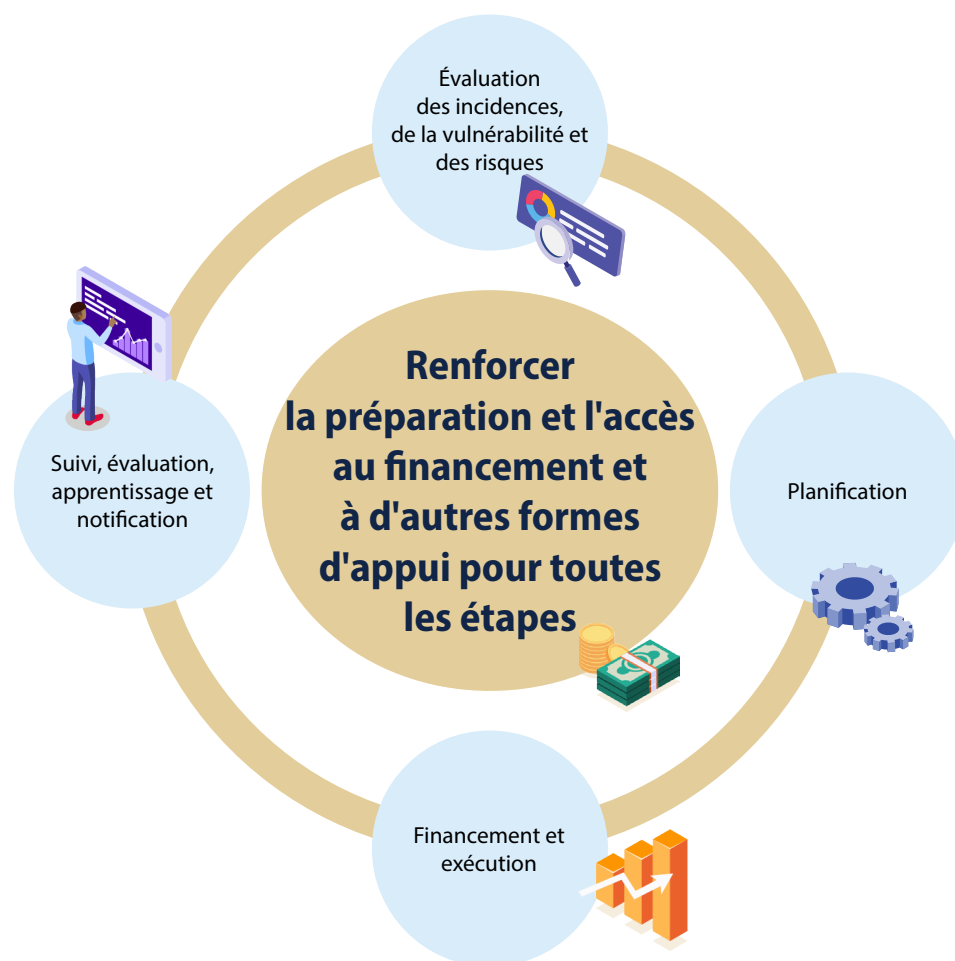 Évaluation
des incidences,
de la vulnérabilité et
des risques
Renforcer
la préparation et l'accès
au financement et
à d'autres formes
d'appui pour toutes
les étapes
Suivi, évaluation,
apprentissage et
notification
Planification
Financement et
exécution